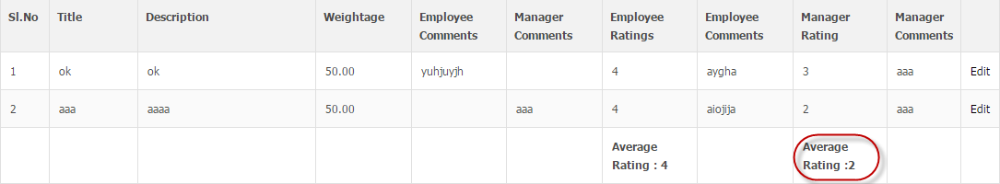 Sl.No Title Description Weightage Employee Comments Manager Comments Employee Ratings Employee Comments Manager Rating Manager Comments
1 ok ok 50.00 yuhjuyjh 4 aygha 3 aaa Edit
2 aaa aaaa 50.00 aaa 4 aiojija 2 aaa Edit
Average Rating : 4 Average Rating :2